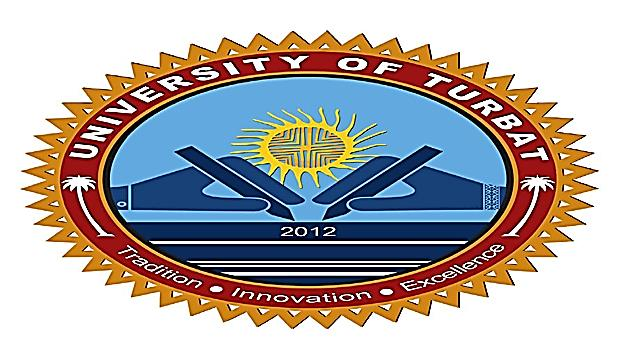 UNIVERSITY OF TURBAT
2012
Tradition • Innovation • Excellence